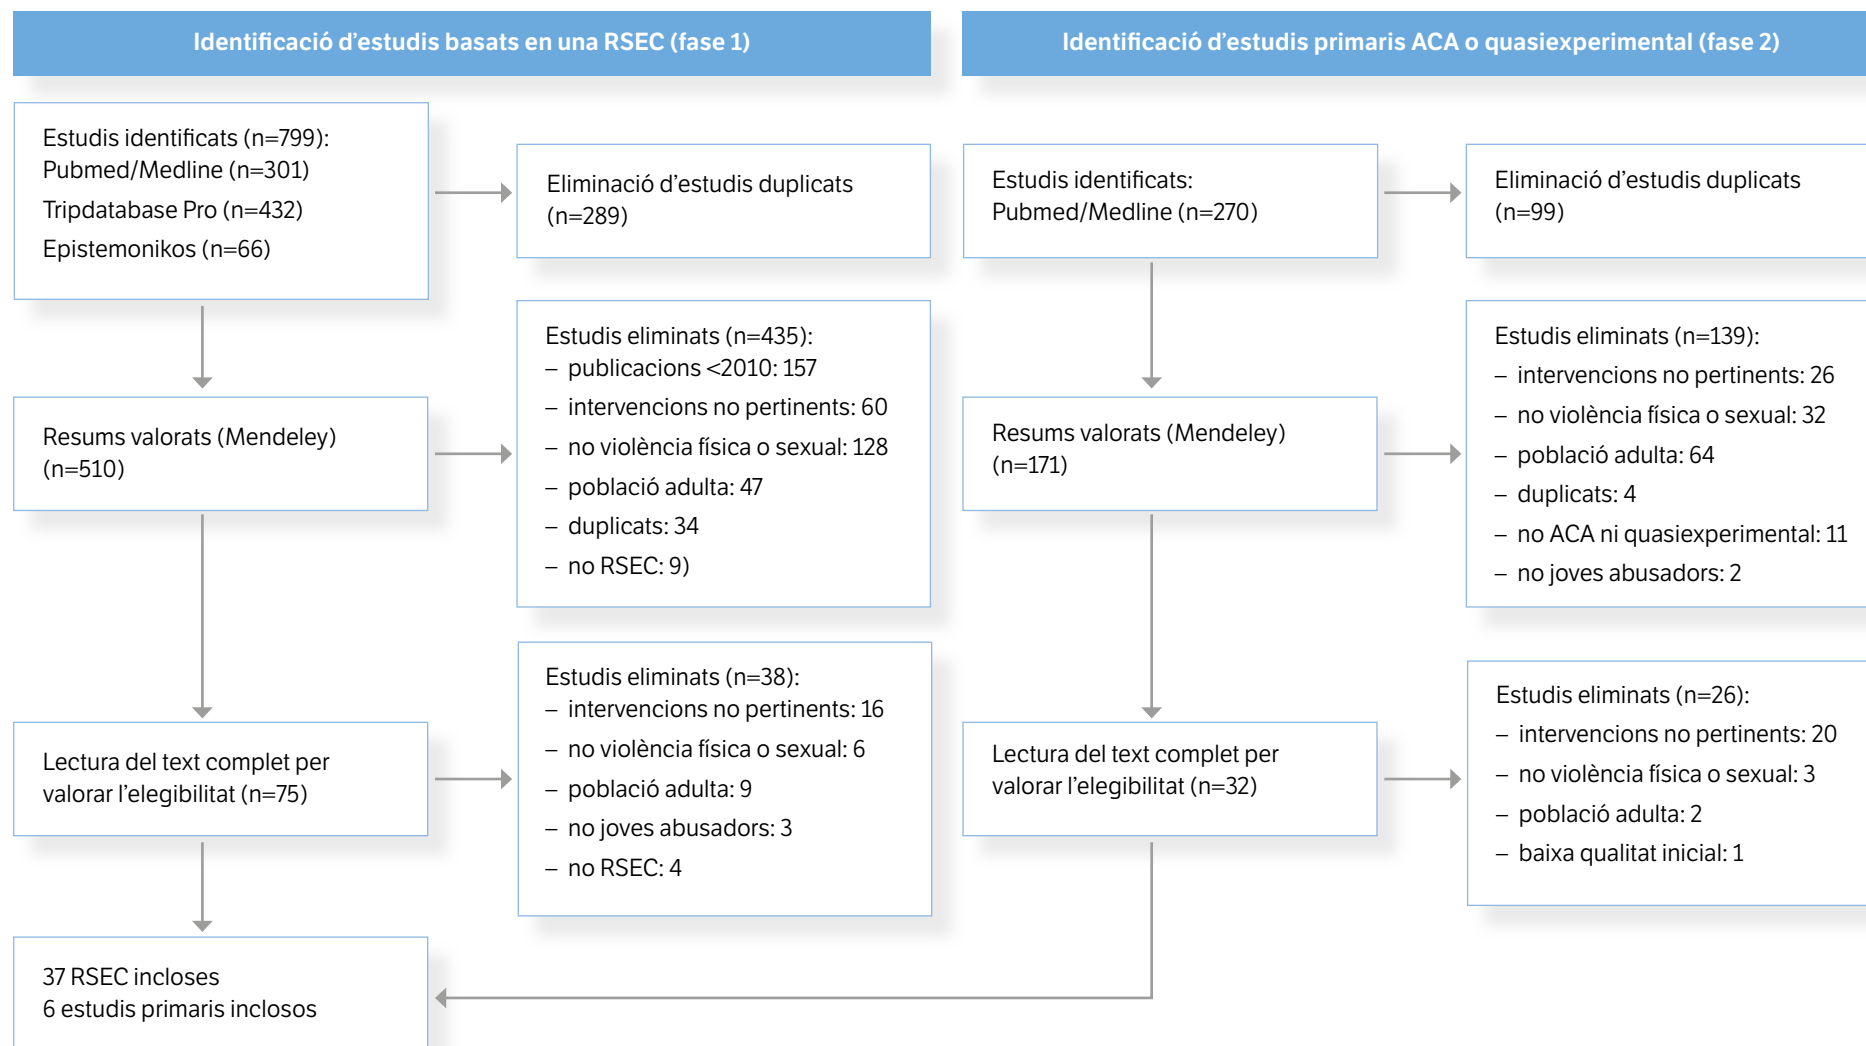 Identificació d'estudis basats en una RSEC (fase 1)
Estudis identificats (n=799):
Pubmed/Medline (n=301)
Tripdatabase Pro (n=432)
Epistemonikos (n=66)
Eliminació d'estudis duplicats
(n=289)
Resums valorats (Mendeley)
(n=510)
Estudis eliminats (n=435):
– publicacions <2010: 157
– intervencions no pertinents: 60
– no violència física o sexual: 128
– població adulta: 47
– duplicats: 34
– no RSEC: 9)
Lectura del text complet per
valorar l'elegibilitat (n=75)
Estudis eliminats (n=38):
– intervencions no pertinents: 16
– no violència física o sexual: 6
– població adulta: 9
– no joves abusadors: 3
– no RSEC: 4
37 RSEC incloses
6 estudis primaris inclosos
Identificació d'estudis primaris ACA o quasiexperimental (fase 2)
Estudis identificats:
Pubmed/Medline (n=270)
Eliminació d'estudis duplicats
(n=99)
Resums valorats (Mendeley)
(n=171)
Estudis eliminats (n=139):
– intervencions no pertinents: 26
– no violència física o sexual: 32
– població adulta: 64
– duplicats: 4
– no ACA ni quasiexperimental: 11
– no joves abusadors: 2
Lectura del text complet per
valorar l'elegibilitat (n=32)
Estudis eliminats (n=26):
– intervencions no pertinents: 20
– no violència física o sexual: 3
– població adulta: 2
– baixa qualitat inicial: 1